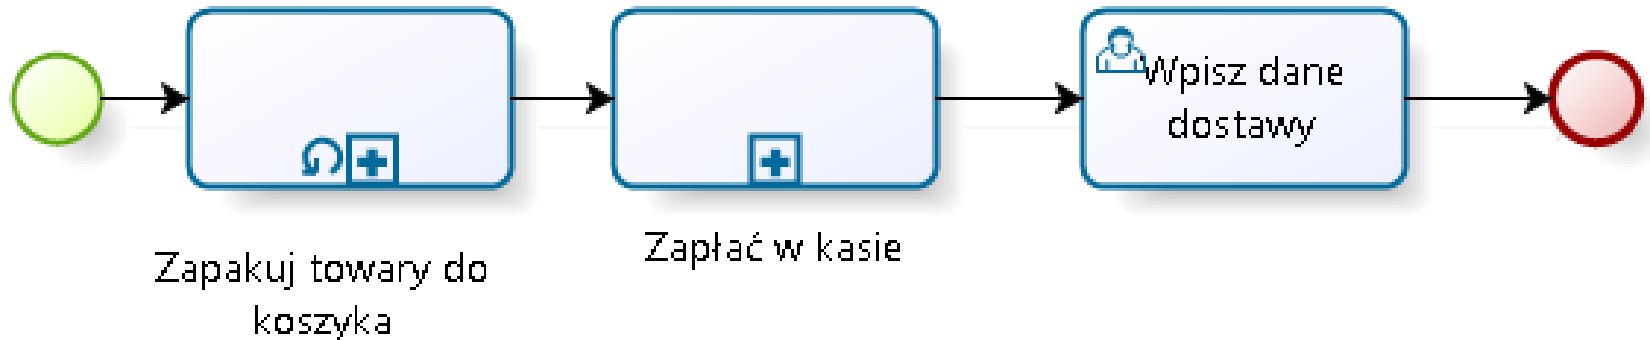 Wpisz dane
dostawy
Zapakuj towary do
koszyka
Zapłać w kasie